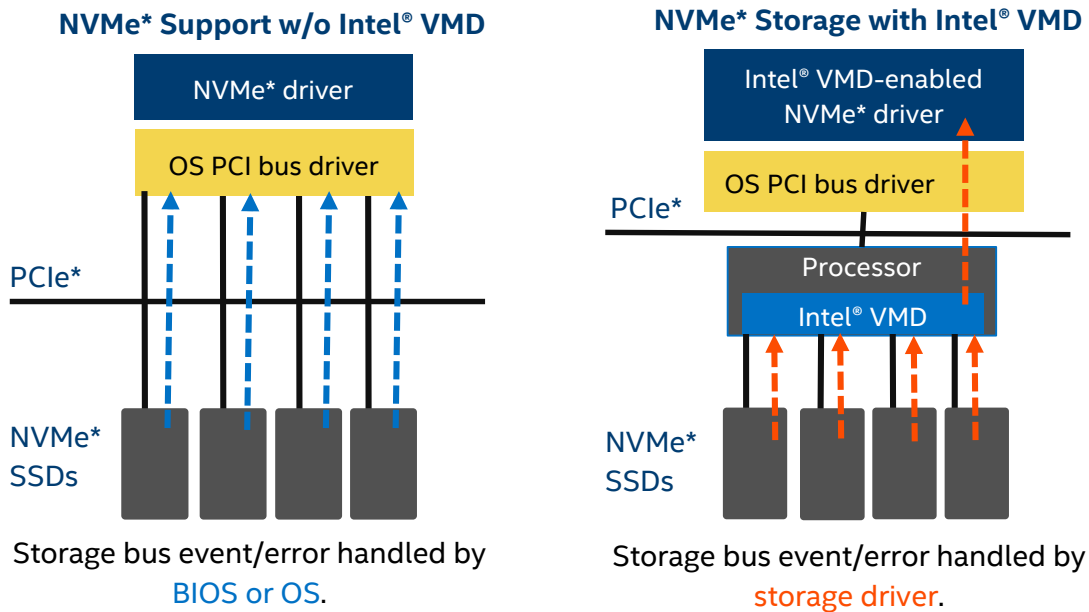 NVMe* Support w/o Intel® VMD
NVMe* driver
OS PCI bus driver
PCIe*
NVMe*
SSDs
Storage bus event/error handled by
BIOS or OS.
NVMe* Storage with Intel® VMD
Intel® VMD-enabled
NVMe* driver
OS PCI bus driver
PCIe*
Processor
Intel® VMD
NVMe*
SSDs
Storage bus event/error handled by
storage driver.